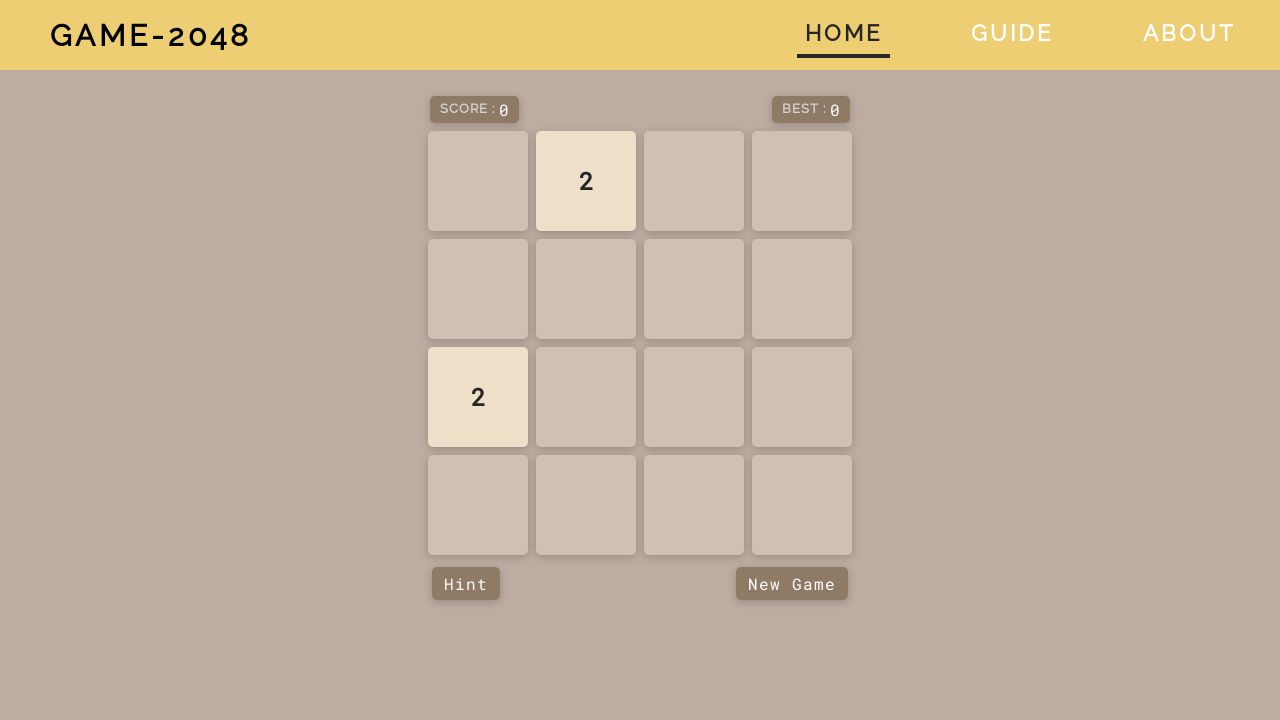 GAME-2048
HOME GUIDE ABOUT
SCORE : 0
BEST : 0
2
2
Hint
New Game